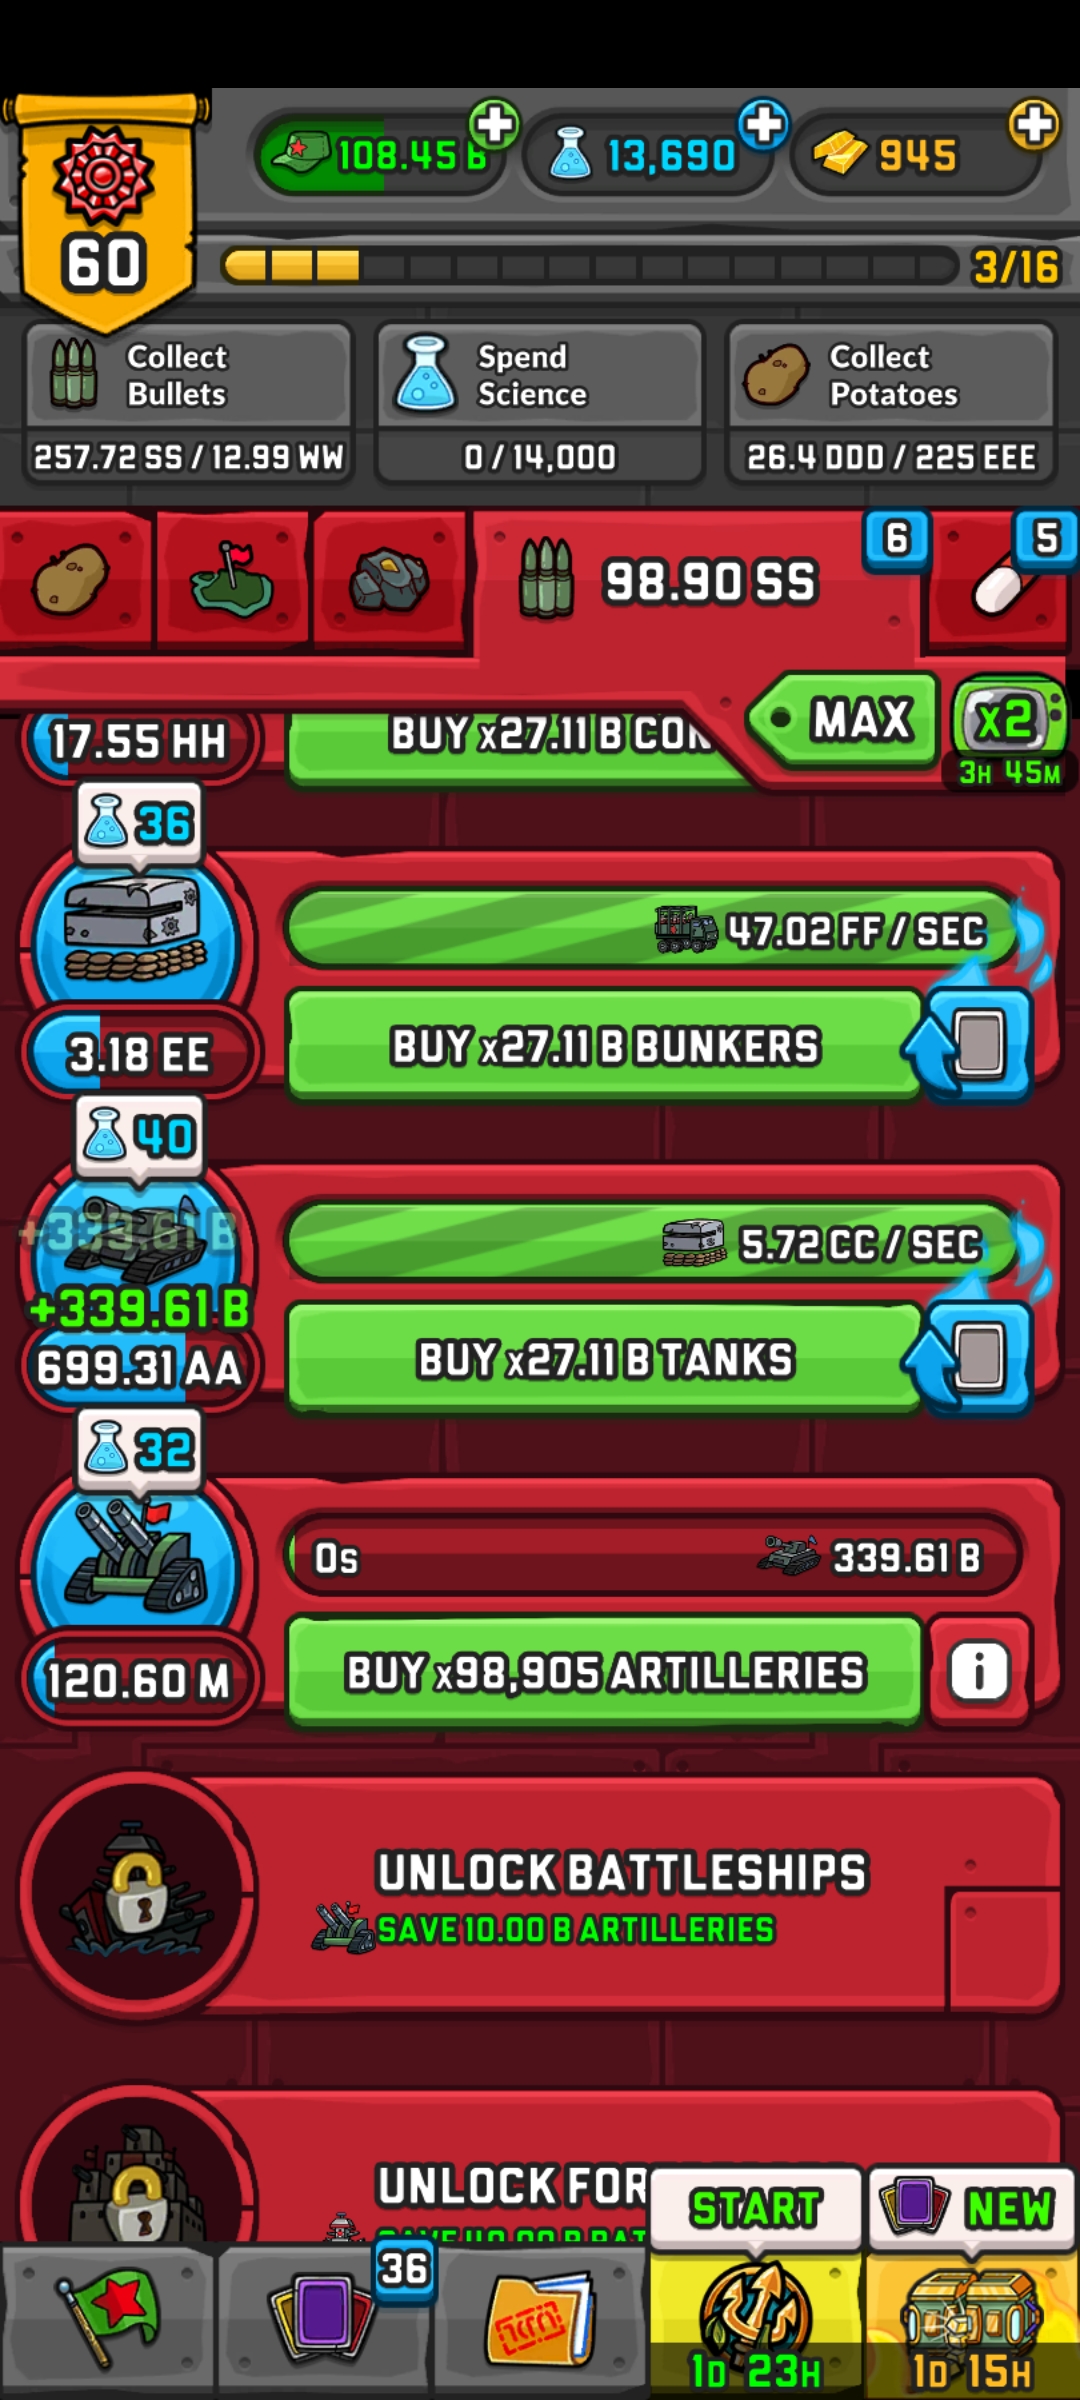 60
108.45 B
13,690
945
3/16
Collect
Bullets
257.72 SS / 12.99 WW
Spend
Science
0 / 14,000
Collect
Potatoes
26.4 DDD / 225 EEE
98.90 SS
6
5
MAX
x2
3H 45M
17.55 HH
BUY x27.11 B
36
47.02 FF / SEC
3.18 EE
BUY x27.11 B BUNKERS
40
+339.61 B
5.72 CC / SEC
+339.61 B
699.31 AA
BUY x27.11 B TANKS
32
0s
339.61 B
120.60 M
BUY x98,905 ARTILLERIES
i
UNLOCK BATTLESHIPS
SAVE 10.00 B ARTILLERIES
UNLOCK FOR
START
NEW
36
1D 23H
1D 15H